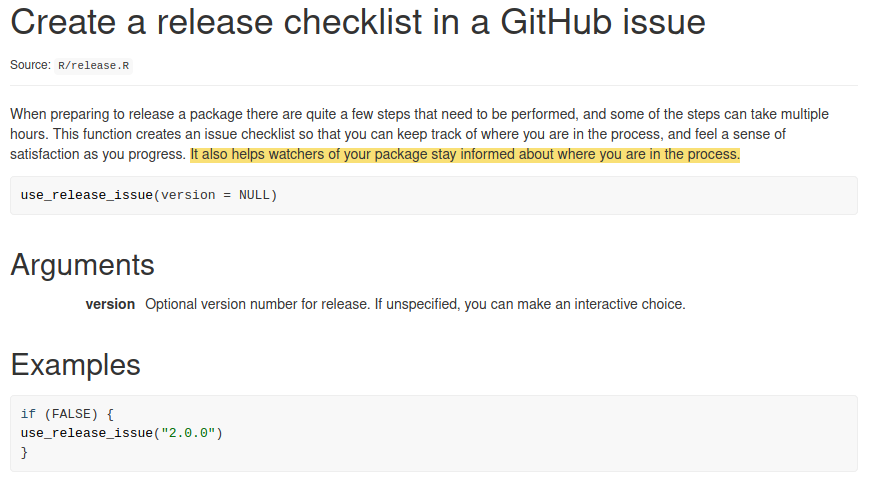 Create a release checklist in a GitHub issue
Source: R/release.R
When preparing to release a package there are quite a few steps that need to be performed, and some of the steps can take multiple
hours. This function creates an issue checklist so that you can keep track of where you are in the process, and feel a sense of
satisfaction as you progress. It also helps watchers of your package stay informed about where you are in the process.
use_release_issue(version = NULL)
Arguments
version Optional version number for release. If unspecified, you can make an interactive choice.
Examples
if (FALSE) {
use_release_issue("2.0.0")
}